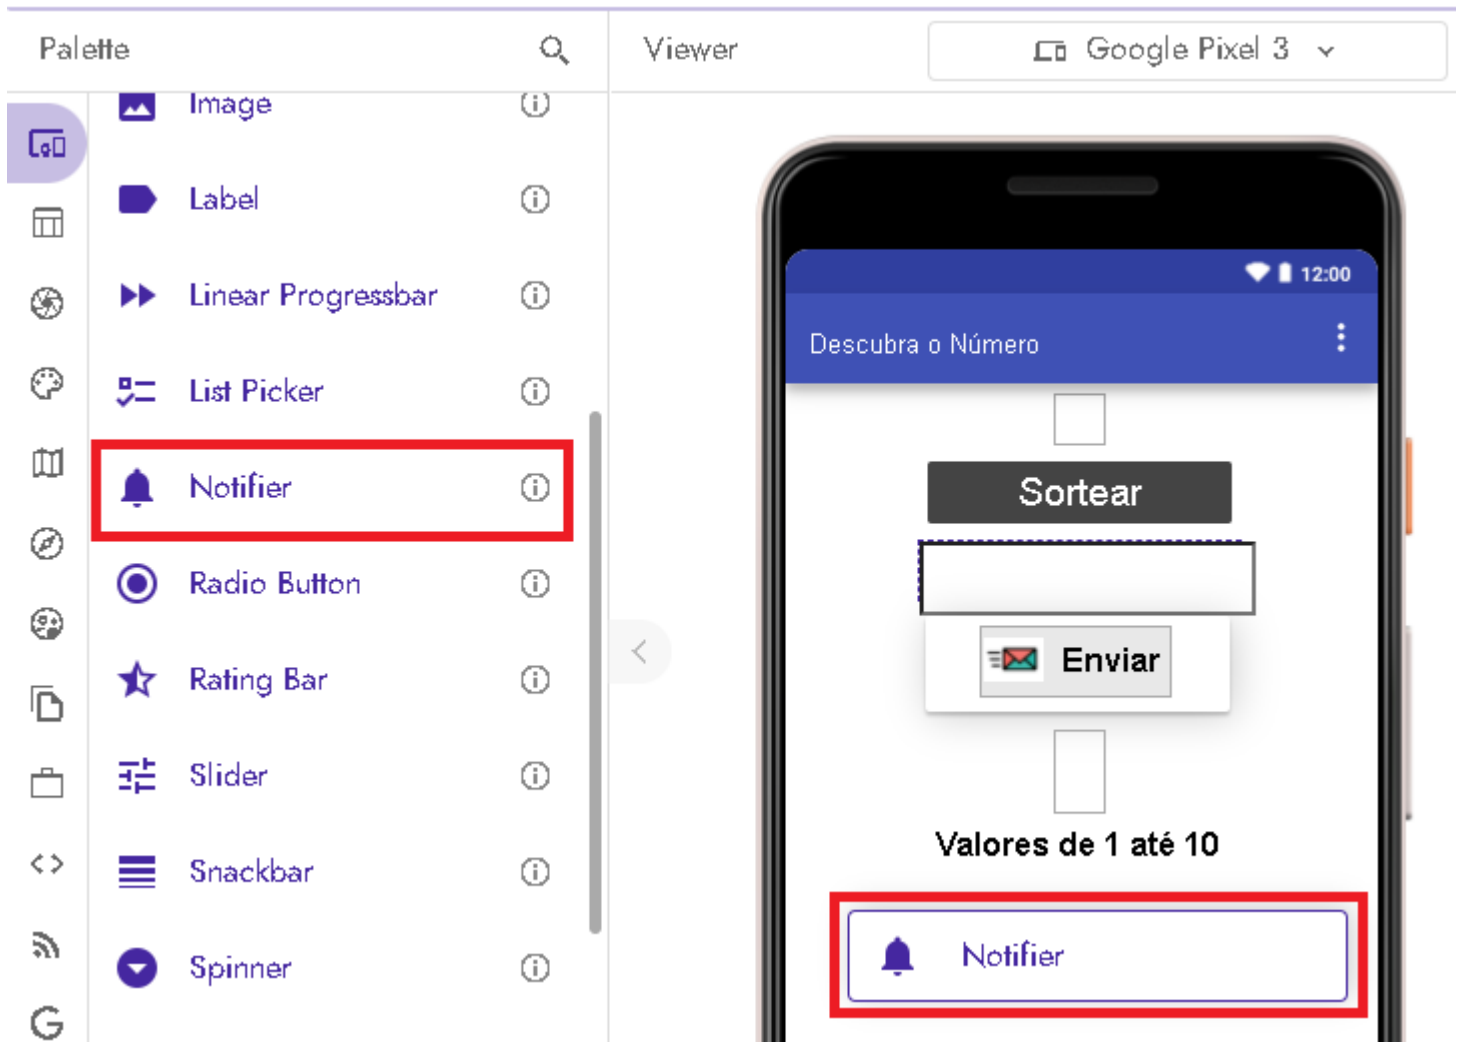 Palette
Viewer
Google Pixel 3
Image
Label
Linear Progressbar
List Picker
Notifier
Radio Button
Rating Bar
Slider
Snackbar
Spinner
12:00
Descubra o Número
Sortear
Enviar
Valores de 1 até 10
Notifier